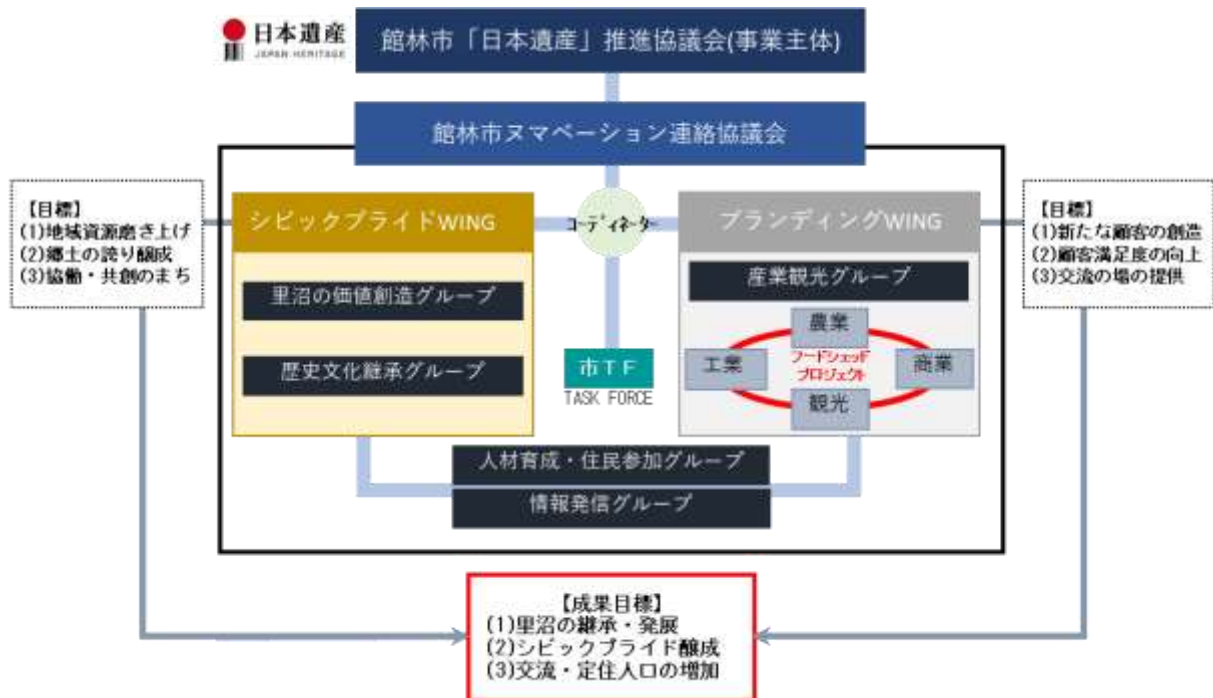 日本遺産
JAPAN HERITAGE
館林市「日本遺産」推進協議会(事業主体)
館林市ヌマベーション連絡協議会
【目標】
(1)地域資源磨き上げ
(2)郷土の誇り醸成
(3)協働・共創のまち
シビックプライドWING
里沼の価値創造グループ
歴史文化継承グループ
コーディネーター
市TF
TASK FORCE
ブランディングWING
産業観光グループ
農業
工業
フードシェッド
プロジェクト
商業
観光
【目標】
(1)新たな顧客の創造
(2)顧客満足度の向上
(3)交流の場の提供
人材育成・住民参加グループ
情報発信グループ
【成果目標】
(1)里沼の継承・発展
(2)シビックプライド醸成
(3)交流・定住人口の増加